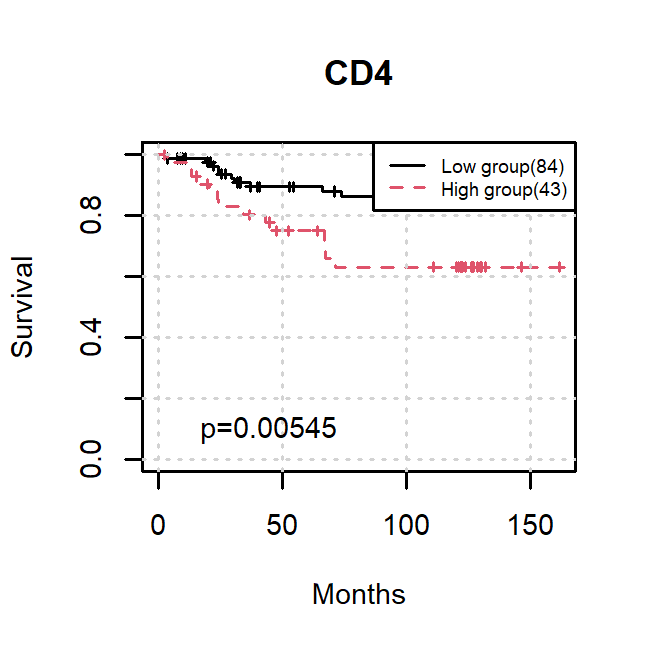 CD4
Low group(84)
High group(43)
Survival
0.8
0.4
0.0
p=0.00545
0 50 100 150
Months